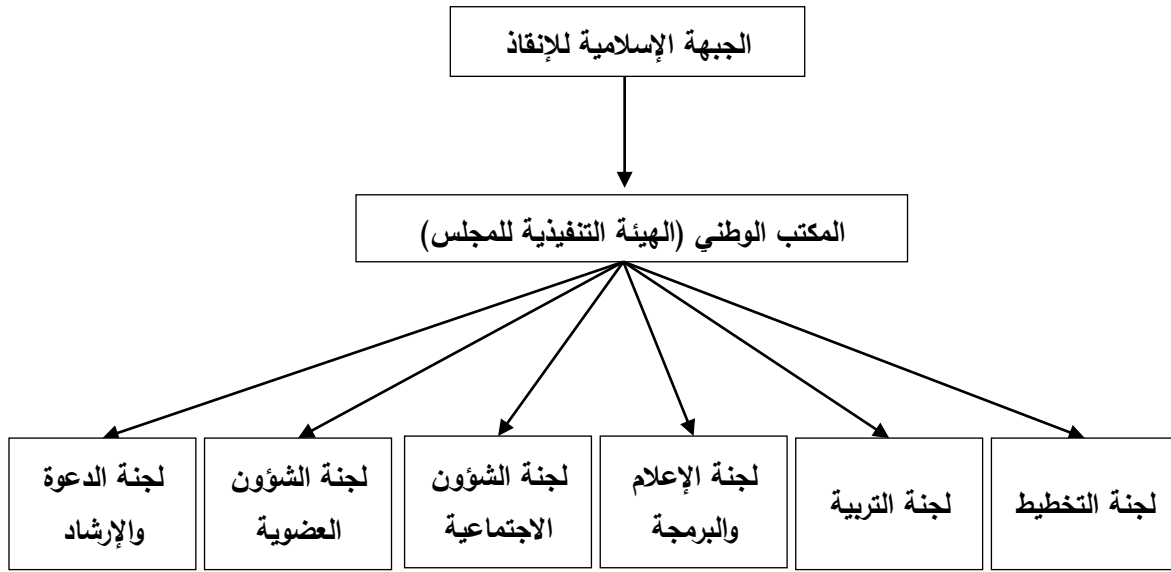 الجبهة الإسلامية للإنقاذ
المكتب الوطني (الهيئة التنفيذية للمجلس)
لجنة التخطيط
لجنة التربية
لجنة الإعلام
والبرمجة
لجنة الشؤون
الاجتماعية
لجنة الشؤون
العضوية
لجنة الدعوة
والإرشاد